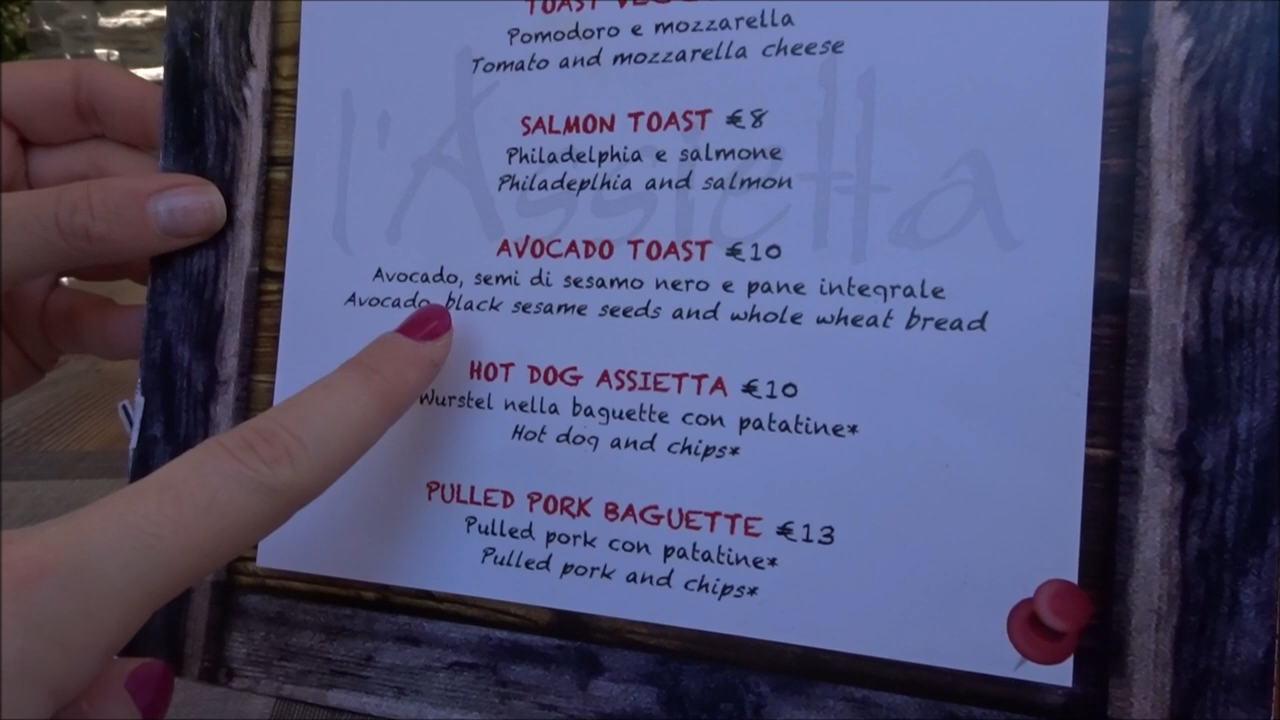 TOAST
Pomodoro e mozzarella
Tomato and mozzarella cheese
l'Assietta
SALMON TOAST €8
Philadelphia e salmone
Philadeplhia and salmon
AVOCADO TOAST €10
Avocado, semi di sesamo nero e pane integrale
Avocado, black sesame seeds and whole wheat bread
HOT DOG ASSIETTA €10
Wurstel nella baguette con patatine*
Hot dog and chips*
PULLED PORK BAGUETTE €13
Pulled pork con patatine*
Pulled pork and chips*